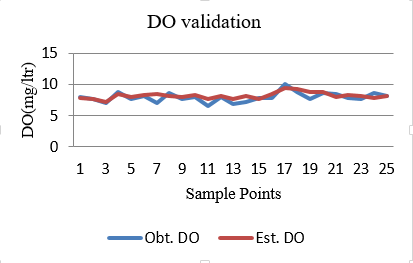 DO validation
15
10
5
0
DO(mg/ltr)
1 3 5 7 9 11 13 15 17 19 21 23 25
Sample Points
Obt. DO Est. DO